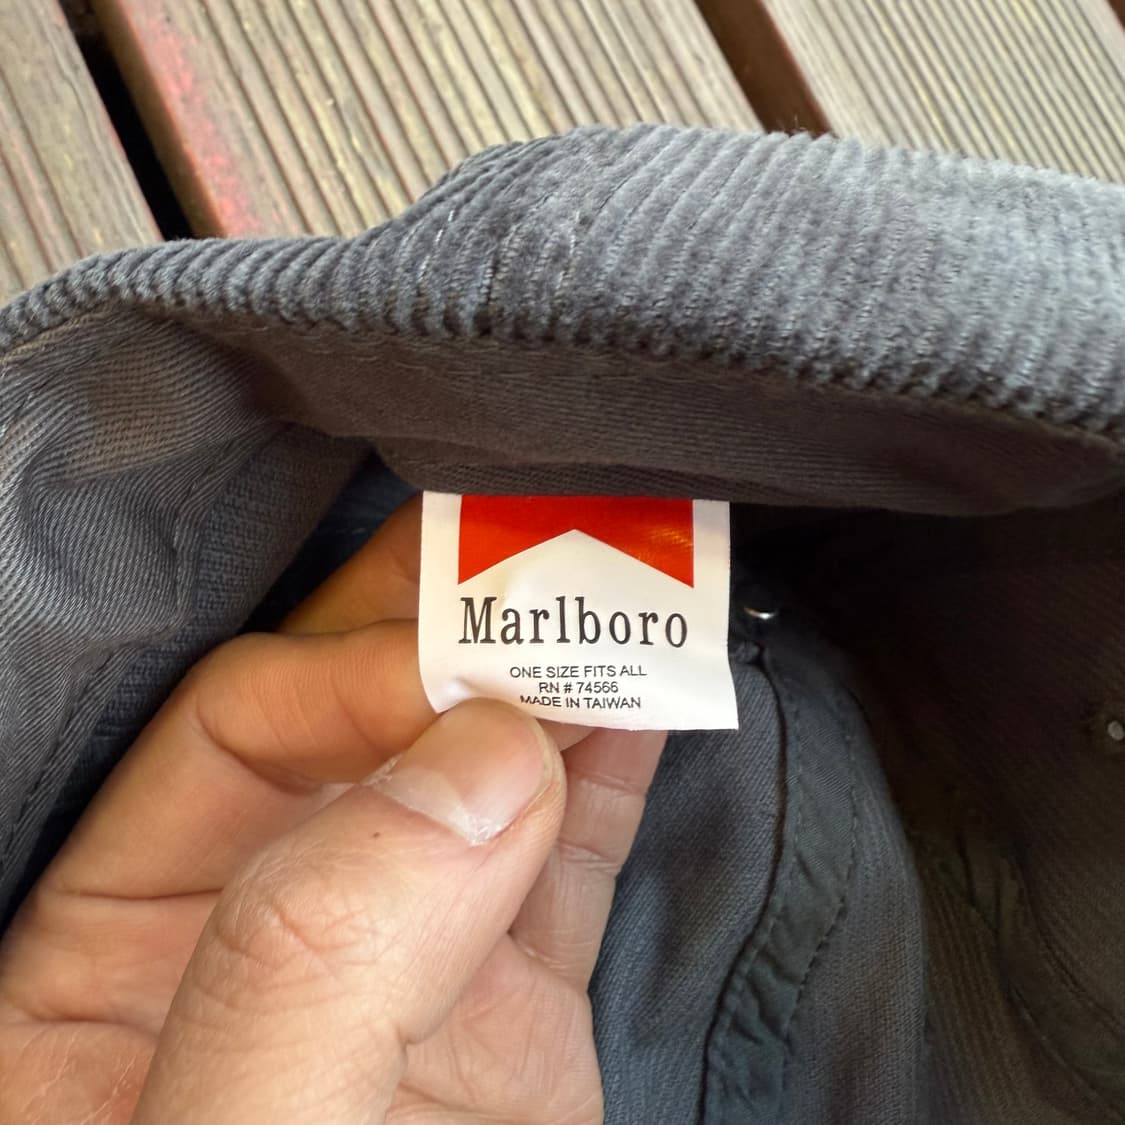 Marlboro
ONE SIZE FITS ALL
RN # 74566
MADE IN TAIWAN